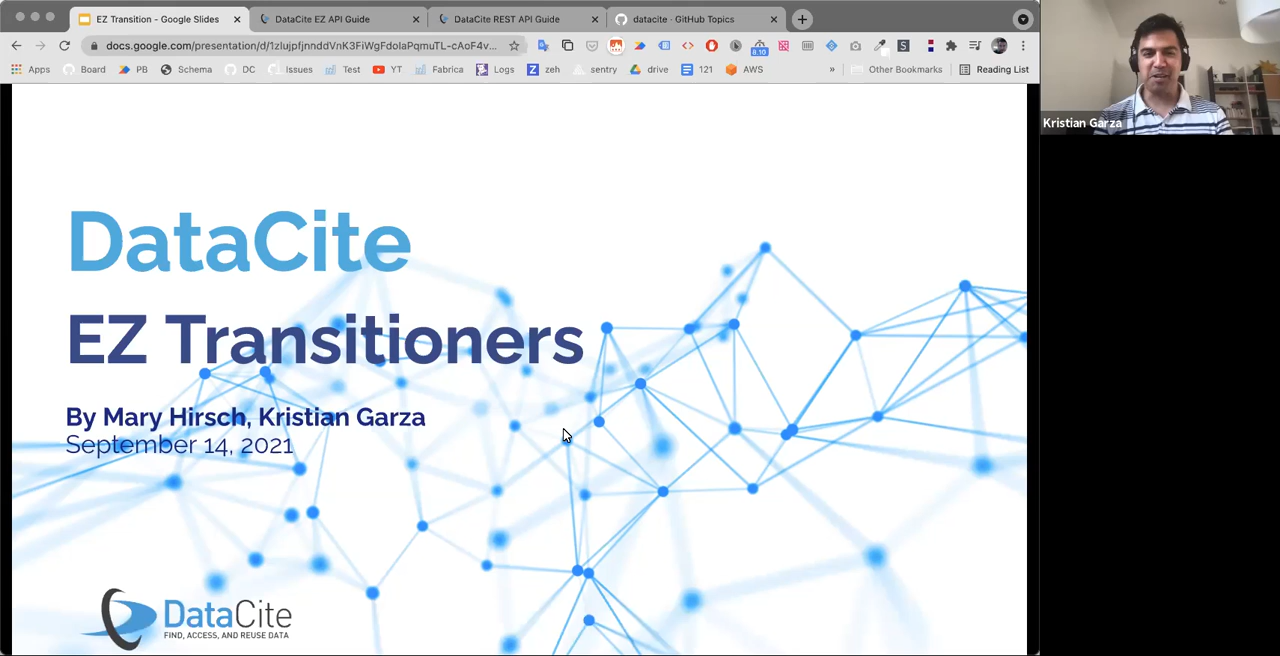 EZ Transition - Google Slides
DataCite EZ API Guide
DataCite REST API Guide
datacite · GitHub Topics
docs.google.com/presentation/d/1zlujpfjnnddVnK3FiWgFdolaPqmuTL-cAoF4v...
8.10
S
Apps
Board
PB
Schema
DC
Issues
Test
YT
Fabrica
Logs
Z
zeh
sentry
drive
121
AWS
»
Other Bookmarks
Reading List
Kristian Garza
DataCite
EZ Transitioners
By Mary Hirsch, Kristian Garza
September 14, 2021
DataCite
FIND, ACCESS, AND REUSE DATA